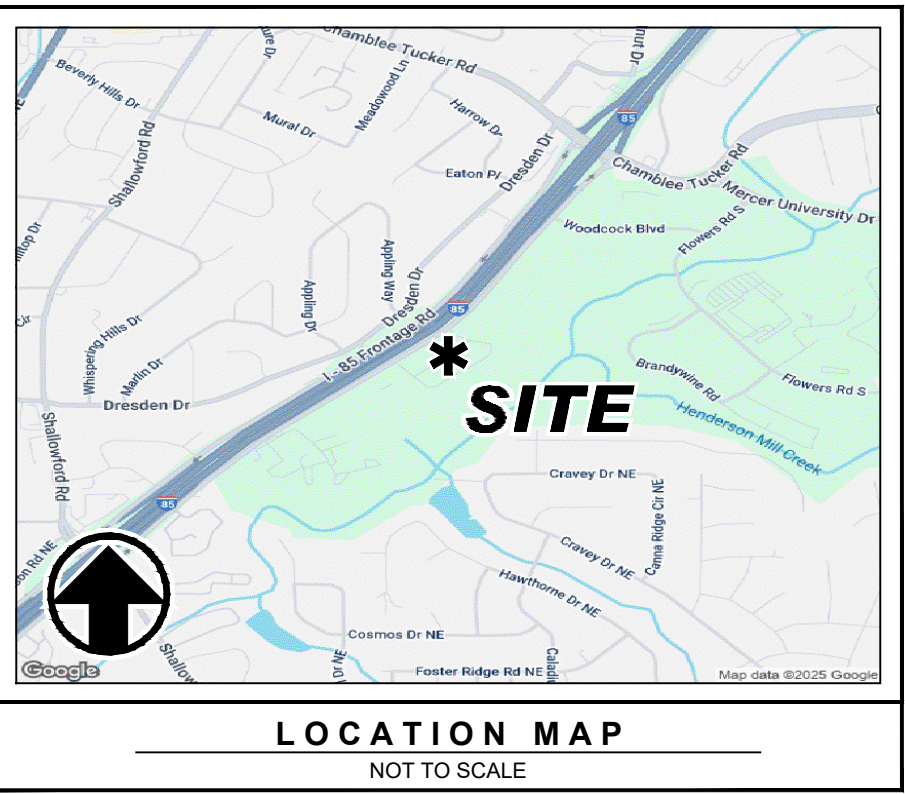 Chamblee Tucker Rd
Beverly Hills Dr
Meadowood Ln
Harrow Dr
Mural Dr
Shallowford Rd
85
Dresden Dr
Eaton Pl
Chamblee Tucker Rd
Mercer University Dr
Woodcock Blvd
Flowers Rd S
Appling Way
Appling Dr
Dresden Dr
85
I-85 Frontage Rd
Whispering Hills Dr
Martin Dr
Dresden Dr
SITE
Brandywine Rd
Flowers Rd S
Henderson Mill Creek
Shallowford Rd
Cravey Dr NE
Canna Ridge Cir NE
85
Cravey Dr NE
Hawthorne Dr NE
Cosmos Dr NE
Foster Ridge Rd NE
Google
Map data ©2025 Google
LOCATION MAP
NOT TO SCALE